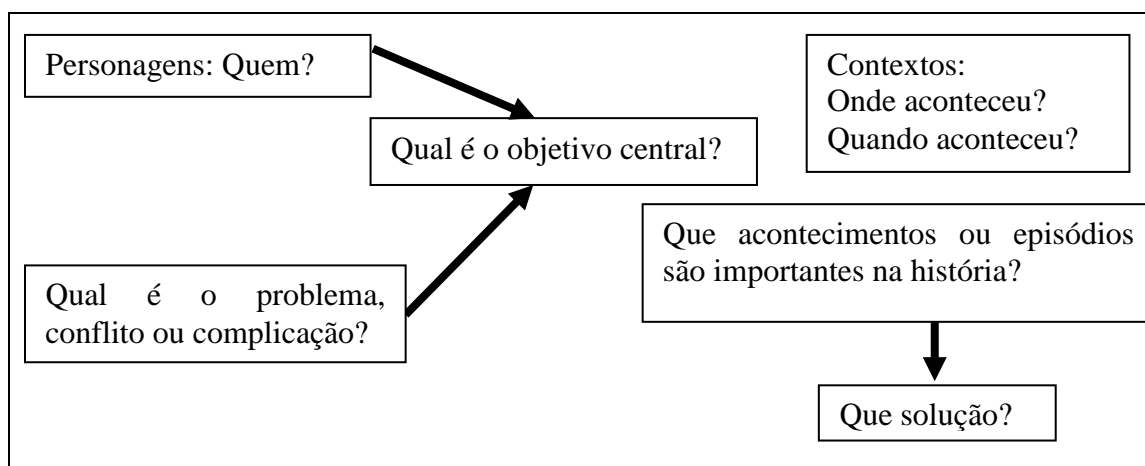 Personagens: Quem?
Contextos:
Onde aconteceu?
Quando aconteceu?
Qual é o objetivo central?
Que acontecimentos ou episódios
são importantes na história?
Qual é o problema,
conflito ou complicação?
Que solução?